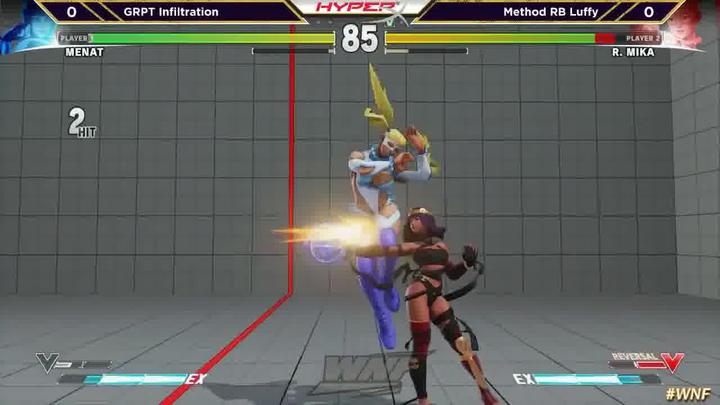 0 GRPT Infiltration HYPER Method RB Luffy 0
PLAYER 85 PLAYER 2
MENAT R. MIKA
2 HIT
WNF
V REVERSAL V
EX EX
#WNF